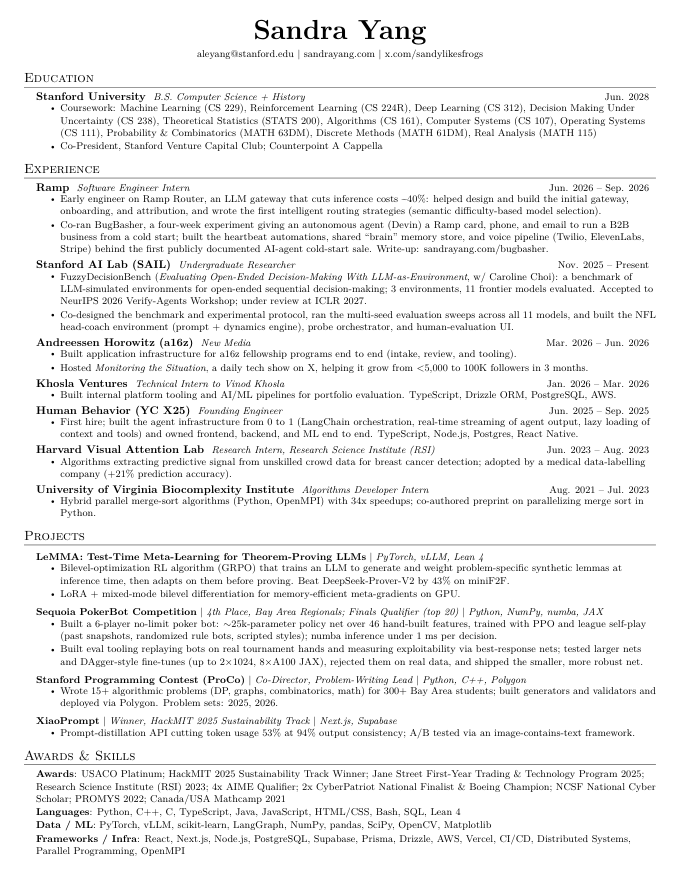 Sandra Yang
aleyang@stanford.edu | sandrayang.com | x.com/sandylikesfrogs
Education
Stanford University B.S. Computer Science + History Jun. 2028
• Coursework: Machine Learning (CS 229), Reinforcement Learning (CS 224R), Deep Learning (CS 312), Decision Making Under
Uncertainty (CS 238), Theoretical Statistics (STATS 200), Algorithms (CS 161), Computer Systems (CS 107), Operating Systems
(CS 111), Probability & Combinatorics (MATH 63DM), Discrete Methods (MATH 61DM), Real Analysis (MATH 115)
• Co-President, Stanford Venture Capital Club; Counterpoint A Cappella
Experience
Ramp Software Engineer Intern Jun. 2026 – Sep. 2026
• Early engineer on Ramp Router, an LLM gateway that cuts inference costs ~40%: helped design and build the initial gateway,
onboarding, and attribution, and wrote the first intelligent routing strategies (semantic difficulty-based model selection).
• Co-ran BugBasher, a four-week experiment giving an autonomous agent (Devin) a Ramp card, phone, and email to run a B2B
business from a cold start; built the heartbeat automations, shared “brain” memory store, and voice pipeline (Twilio, ElevenLabs,
Stripe) behind the first publicly documented AI-agent cold-start sale. Write-up: sandrayang.com/bugbasher.
Stanford AI Lab (SAIL) Undergraduate Researcher Nov. 2025 – Present
• FuzzyDecisionBench (Evaluating Open-Ended Decision-Making With LLM-as-Environment, w/ Caroline Choi): a benchmark of
LLM-simulated environments for open-ended sequential decision-making; 3 environments, 11 frontier models evaluated. Accepted to
NeurIPS 2026 Verify-Agents Workshop; under review at ICLR 2027.
• Co-designed the benchmark and experimental protocol, ran the multi-seed evaluation sweeps across all 11 models, and built the NFL
head-coach environment (prompt + dynamics engine), probe orchestrator, and human-evaluation UI.
Andreessen Horowitz (a16z) New Media Mar. 2026 – Jun. 2026
• Built application infrastructure for a16z fellowship programs end to end (intake, review, and tooling).
• Hosted Monitoring the Situation, a daily tech show on X, helping it grow from <5,000 to 100K followers in 3 months.
Khosla Ventures Technical Intern to Vinod Khosla Jan. 2026 – Mar. 2026
• Built internal platform tooling and AI/ML pipelines for portfolio evaluation. TypeScript, Drizzle ORM, PostgreSQL, AWS.
Human Behavior (YC X25) Founding Engineer Jun. 2025 – Sep. 2025
• First hire; built the agent infrastructure from 0 to 1 (LangChain orchestration, real-time streaming of agent output, lazy loading of
context and tools) and owned frontend, backend, and ML end to end. TypeScript, Node.js, Postgres, React Native.
Harvard Visual Attention Lab Research Intern, Research Science Institute (RSI) Jun. 2023 – Aug. 2023
• Algorithms extracting predictive signal from unskilled crowd data for breast cancer detection; adopted by a medical data-labelling
company (+21% prediction accuracy).
University of Virginia Biocomplexity Institute Algorithms Developer Intern Aug. 2021 – Jul. 2023
• Hybrid parallel merge-sort algorithms (Python, OpenMPI) with 34x speedups; co-authored preprint on parallelizing merge sort in
Python.
Projects
LeMMA: Test-Time Meta-Learning for Theorem-Proving LLMs | PyTorch, vLLM, Lean 4
• Bilevel-optimization RL algorithm (GRPO) that trains an LLM to generate and weight problem-specific synthetic lemmas at
inference time, then adapts on them before proving. Beat DeepSeek-Prover-V2 by 43% on miniF2F.
• LoRA + mixed-mode bilevel differentiation for memory-efficient meta-gradients on GPU.
Sequoia PokerBot Competition | 4th Place, Bay Area Regionals; Finals Qualifier (top 20) | Python, NumPy, numba, JAX
• Built a 6-player no-limit poker bot: ~25k-parameter policy net over 46 hand-built features, trained with PPO and league self-play
(past snapshots, randomized rule bots, scripted styles); numba inference under 1 ms per decision.
• Built eval tooling replaying bots on real tournament hands and measuring exploitability via best-response nets; tested larger nets
and DAgger-style fine-tunes (up to 2×1024, 8×A100 JAX), rejected them on real data, and shipped the smaller, more robust net.
Stanford Programming Contest (ProCo) | Co-Director, Problem-Writing Lead | Python, C++, Polygon
• Wrote 15+ algorithmic problems (DP, graphs, combinatorics, math) for 300+ Bay Area students; built generators and validators and
deployed via Polygon. Problem sets: 2025, 2026.
XiaoPrompt | Winner, HackMIT 2025 Sustainability Track | Next.js, Supabase
• Prompt-distillation API cutting token usage 53% at 94% output consistency; A/B tested via an image-contains-text framework.
Awards & Skills
Awards: USACO Platinum; HackMIT 2025 Sustainability Track Winner; Jane Street First-Year Trading & Technology Program 2025;
Research Science Institute (RSI) 2023; 4x AIME Qualifier; 2x CyberPatriot National Finalist & Boeing Champion; NCSF National Cyber
Scholar; PROMYS 2022; Canada/USA Mathcamp 2021
Languages: Python, C++, C, TypeScript, Java, JavaScript, HTML/CSS, Bash, SQL, Lean 4
Data / ML: PyTorch, vLLM, scikit-learn, LangGraph, NumPy, pandas, SciPy, OpenCV, Matplotlib
Frameworks / Infra: React, Next.js, Node.js, PostgreSQL, Supabase, Prisma, Drizzle, AWS, Vercel, CI/CD, Distributed Systems,
Parallel Programming, OpenMPI